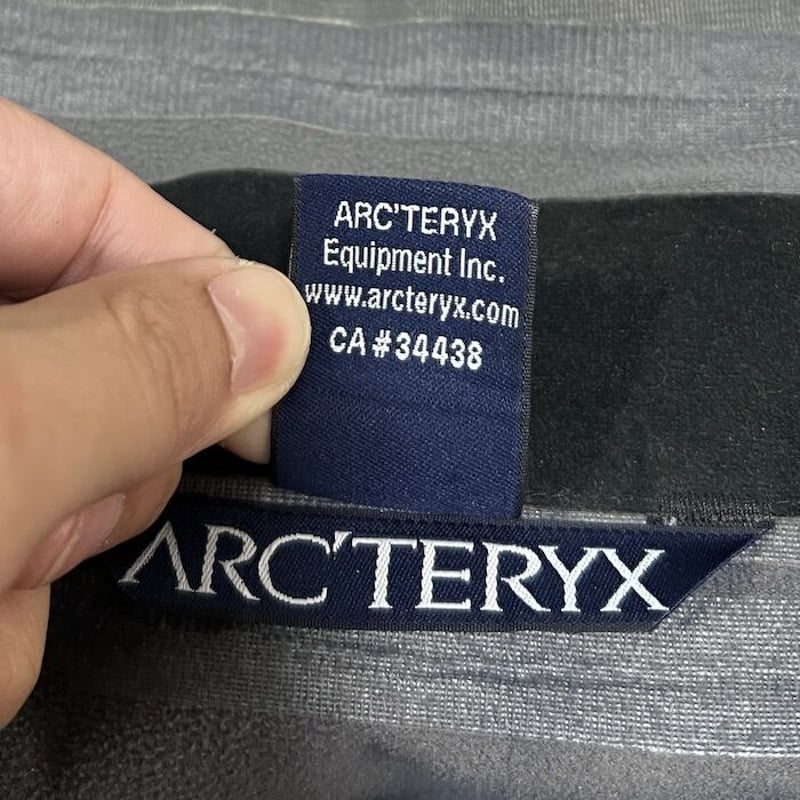 ARC'TERYX
Equipment Inc.
www.arcteryx.com
CA#34438
ARC'TERYX